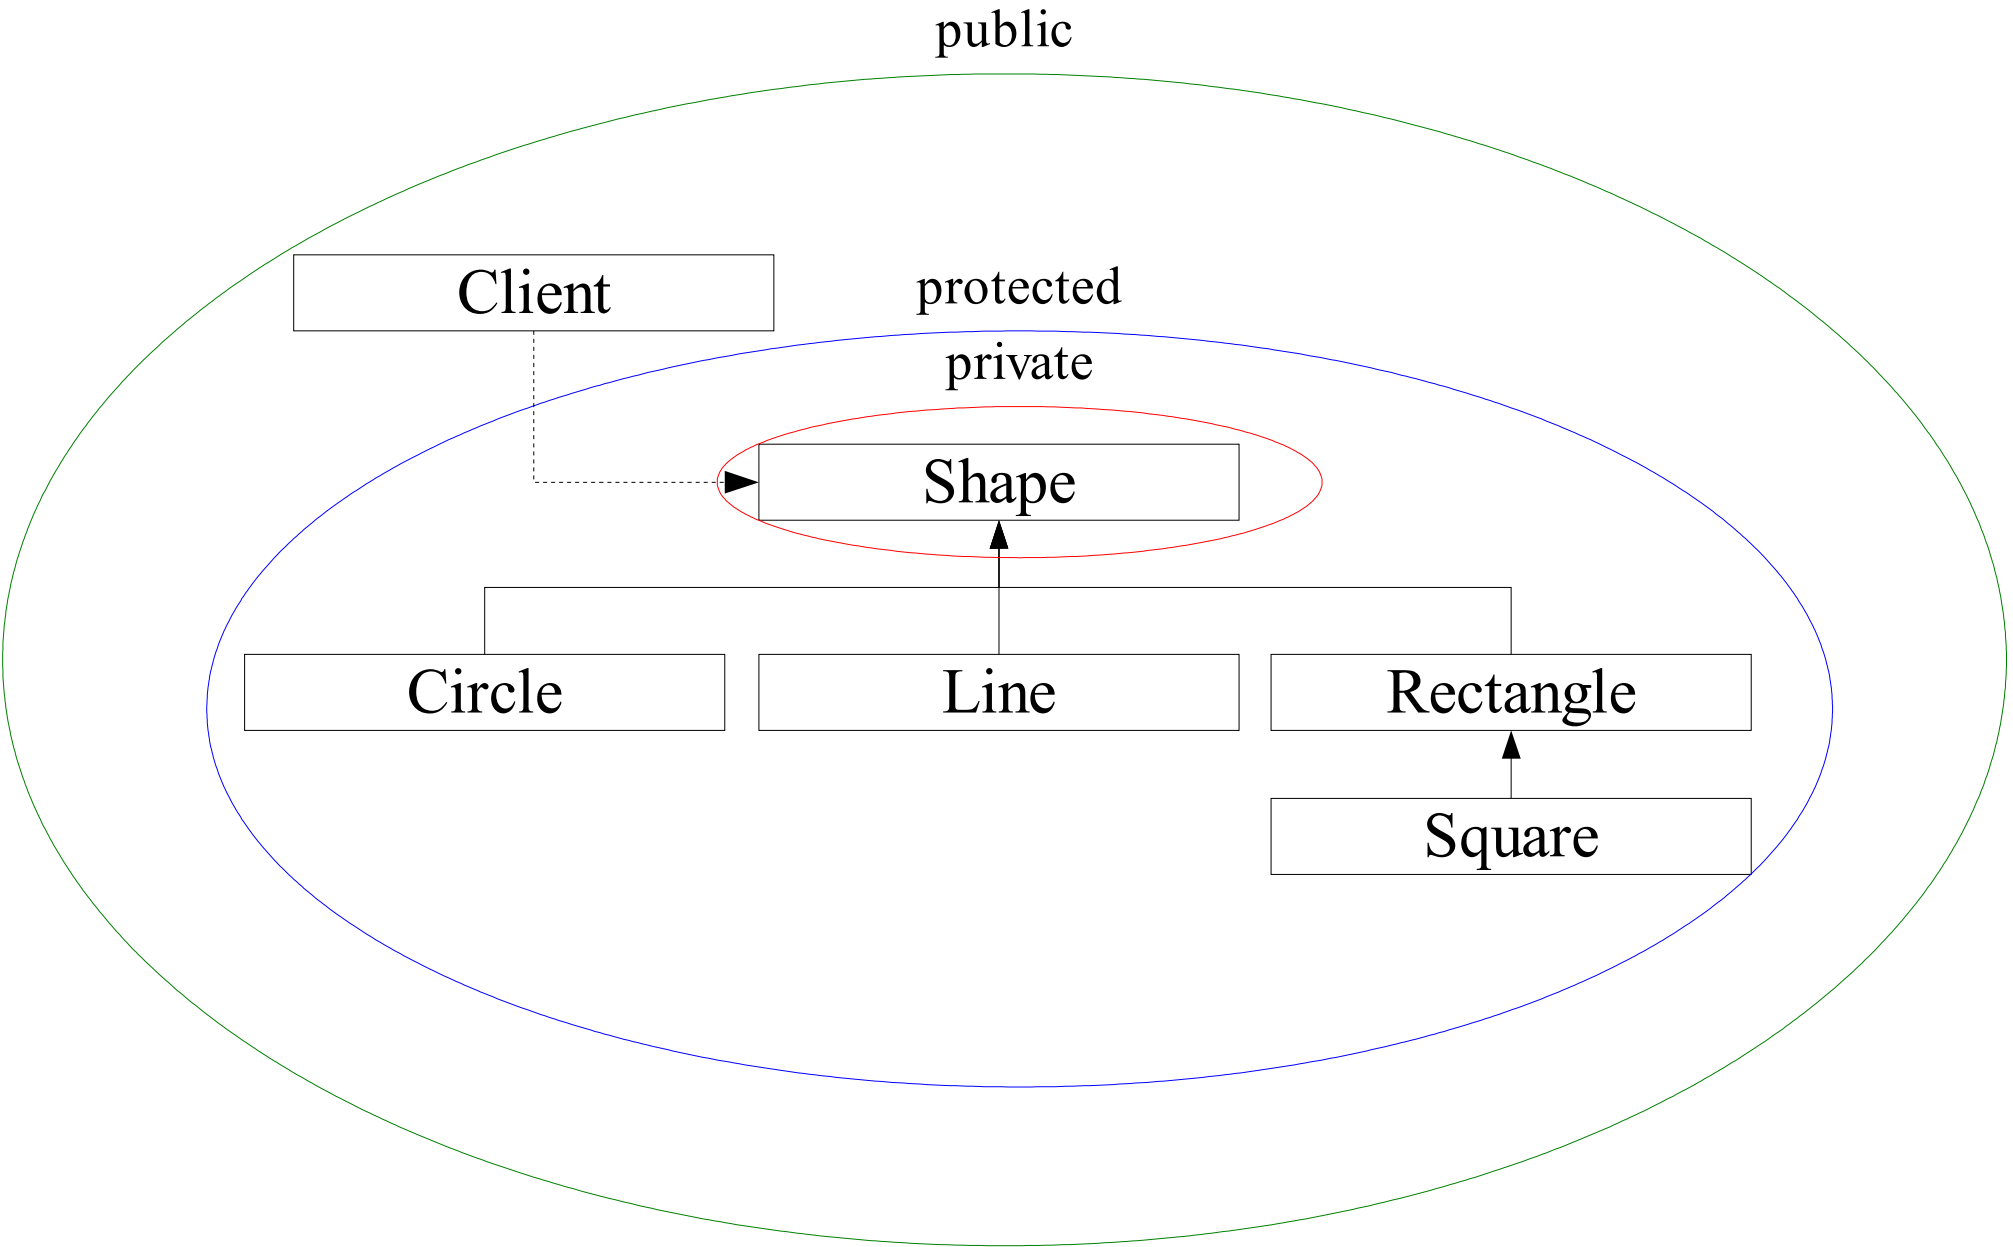 public
Client
protected
private
Shape
Circle
Line
Rectangle
Square